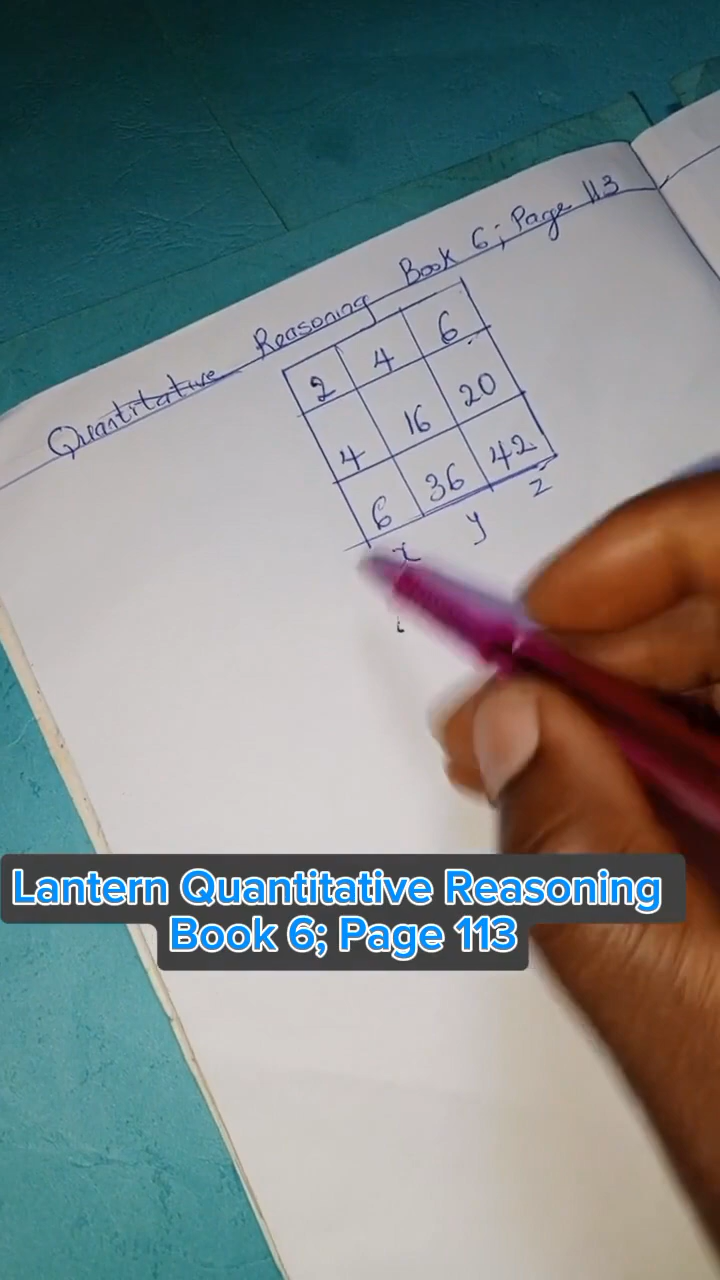 Quantitative Reasoning Book 6; Page 113
2 4 6
4 16 20
6 36 42
x y z
Lantern Quantitative Reasoning
Book 6; Page 113